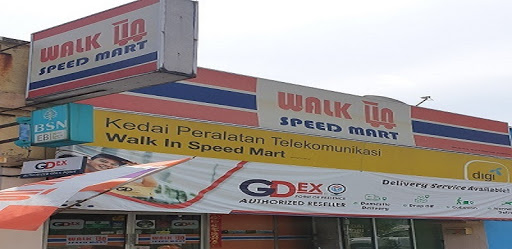 WALK IN
SPEED MART
BSN
EB
GDEX
WALK IN
SPEED MART
Kedai Peralatan Telekomunikasi
Walk In Speed Mart
digi
GDEX
AUTHORIZED RESELLER
Delivery Service Available!